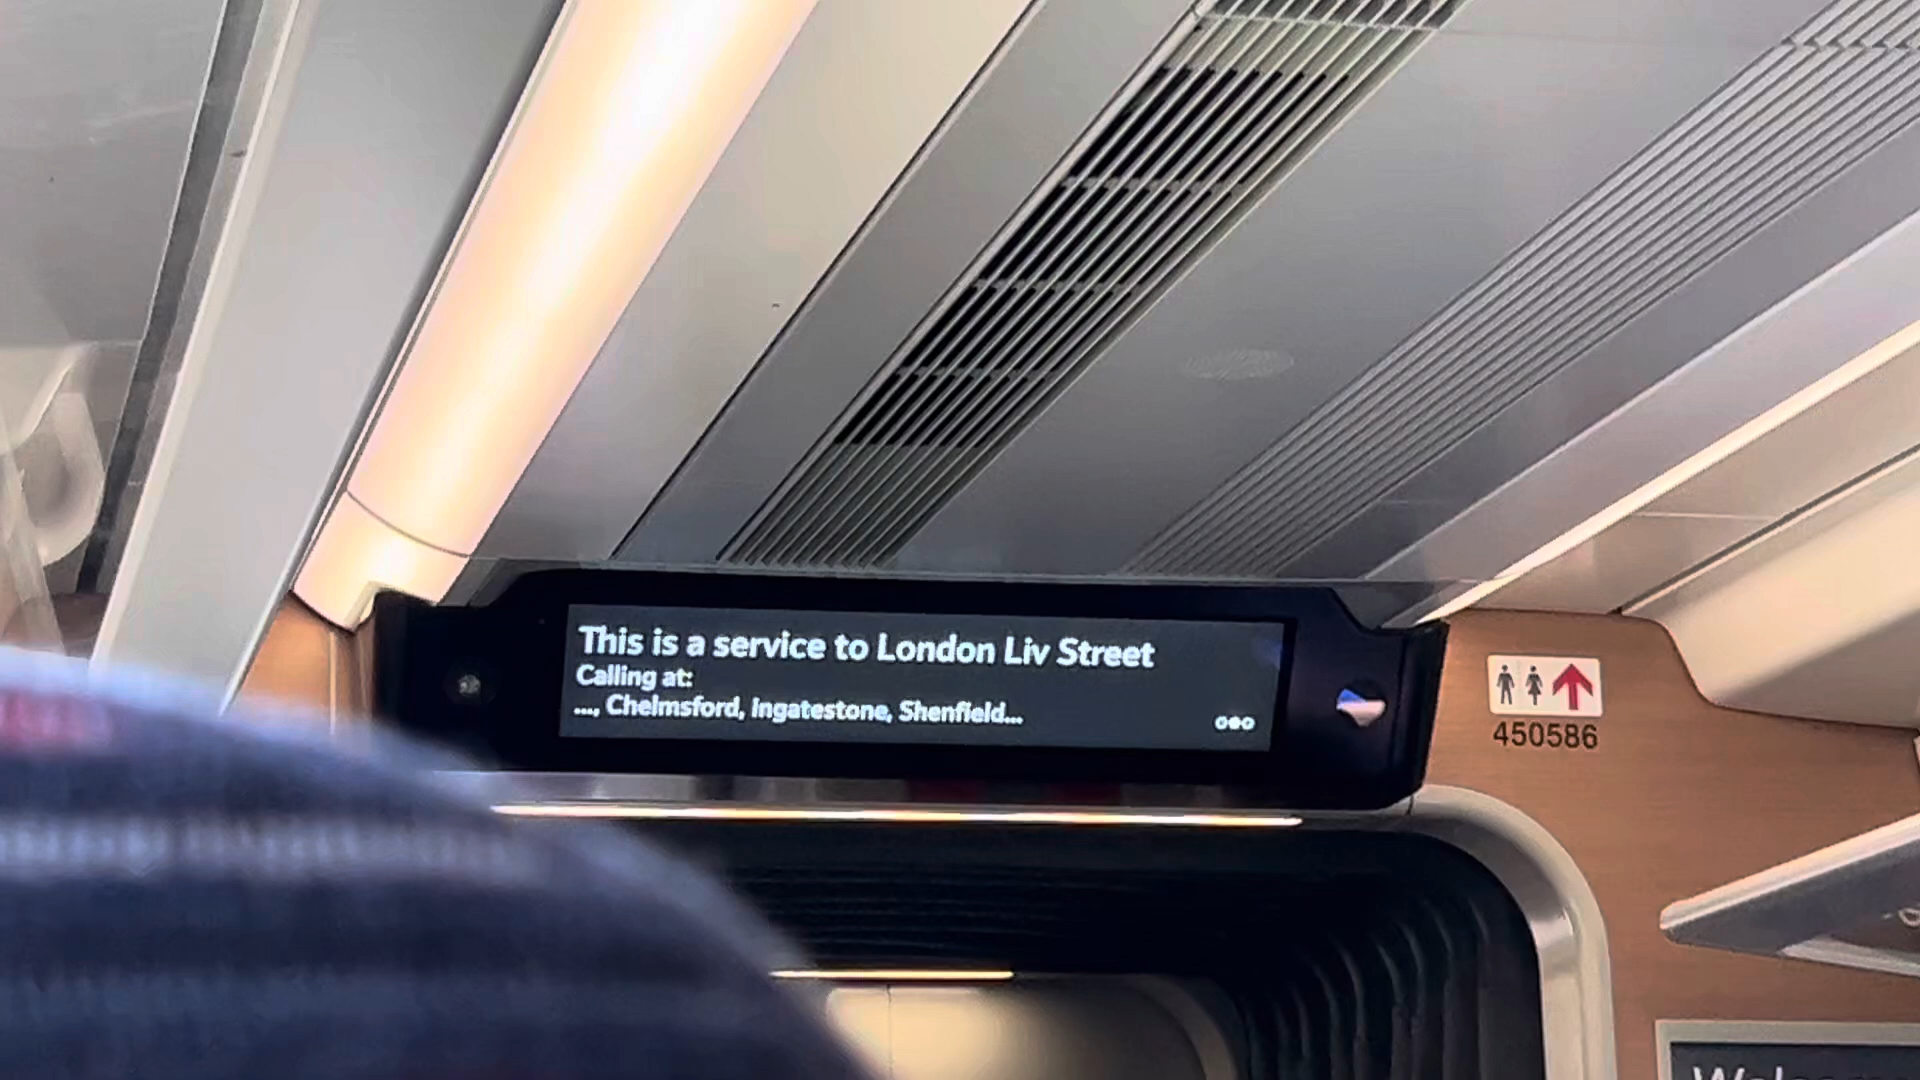 This is a service to London Liv Street
Calling at:
..., Chelmsford, Ingatestone, Shenfield...
450586